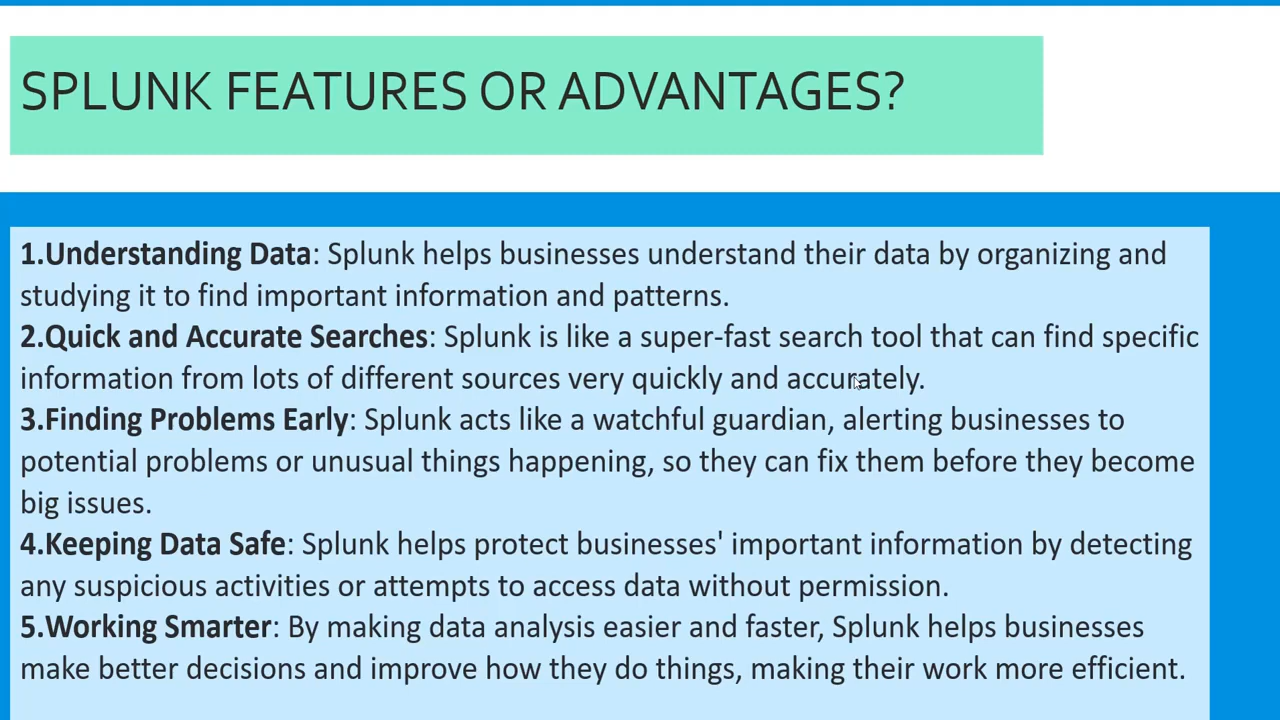 SPLUNK FEATURES OR ADVANTAGES?
1.Understanding Data: Splunk helps businesses understand their data by organizing and
studying it to find important information and patterns.
2.Quick and Accurate Searches: Splunk is like a super-fast search tool that can find specific
information from lots of different sources very quickly and accurately.
3.Finding Problems Early: Splunk acts like a watchful guardian, alerting businesses to
potential problems or unusual things happening, so they can fix them before they become
big issues.
4.Keeping Data Safe: Splunk helps protect businesses' important information by detecting
any suspicious activities or attempts to access data without permission.
5.Working Smarter: By making data analysis easier and faster, Splunk helps businesses
make better decisions and improve how they do things, making their work more efficient.